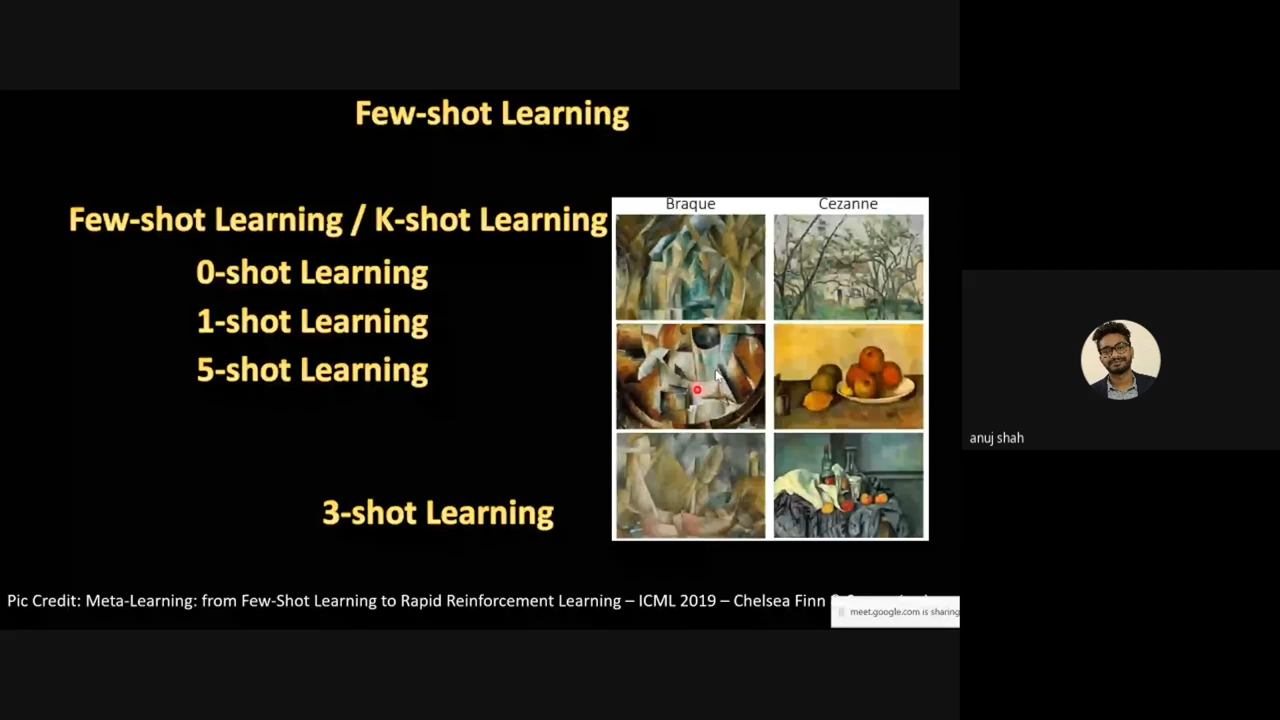 Few-shot Learning
Few-shot Learning / K-shot Learning
0-shot Learning
1-shot Learning
5-shot Learning
3-shot Learning
Braque Cezanne
Pic Credit: Meta-Learning: from Few-Shot Learning to Rapid Reinforcement Learning – ICML 2019 – Chelsea Finn
meet.google.com is sharing
anuj shah